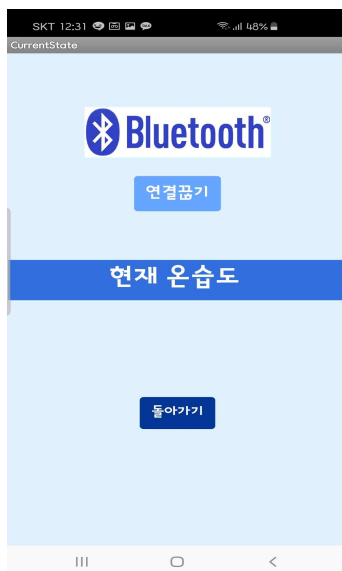 SKT 12:31 48%
CurrentState
Bluetooth®
연결끊기
현재 온습도
돌아가기